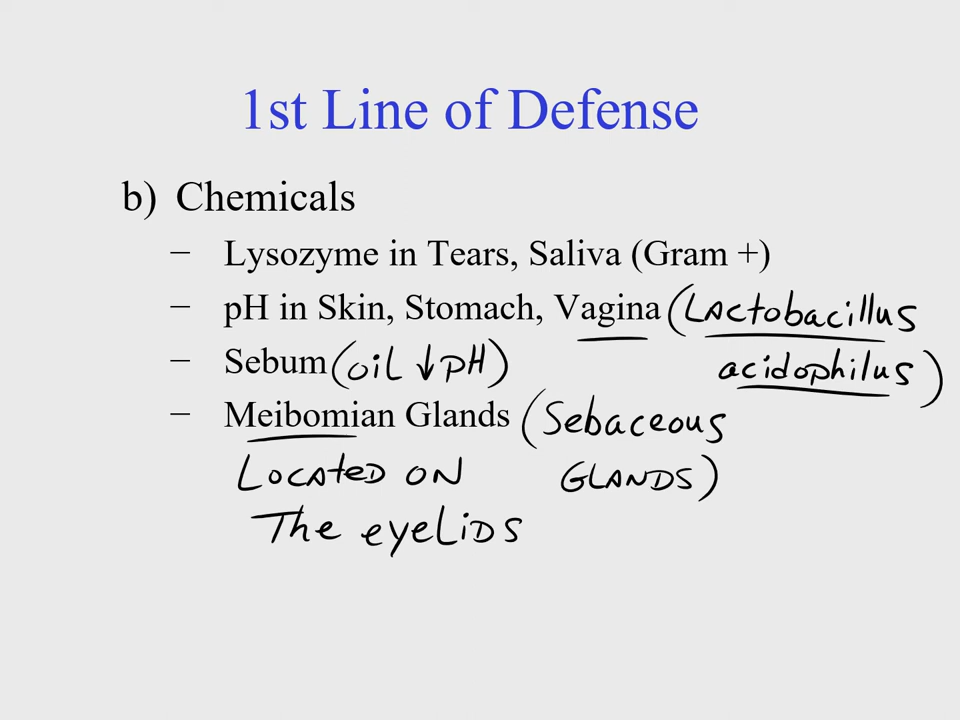 1st Line of Defense
b) Chemicals
– Lysozyme in Tears, Saliva (Gram +)
– pH in Skin, Stomach, Vagina (Lactobacillus
acidophilus)
– Sebum (oil ↓ pH)
– Meibomian Glands (Sebaceous
GLANDS)
Located on
The eyelids